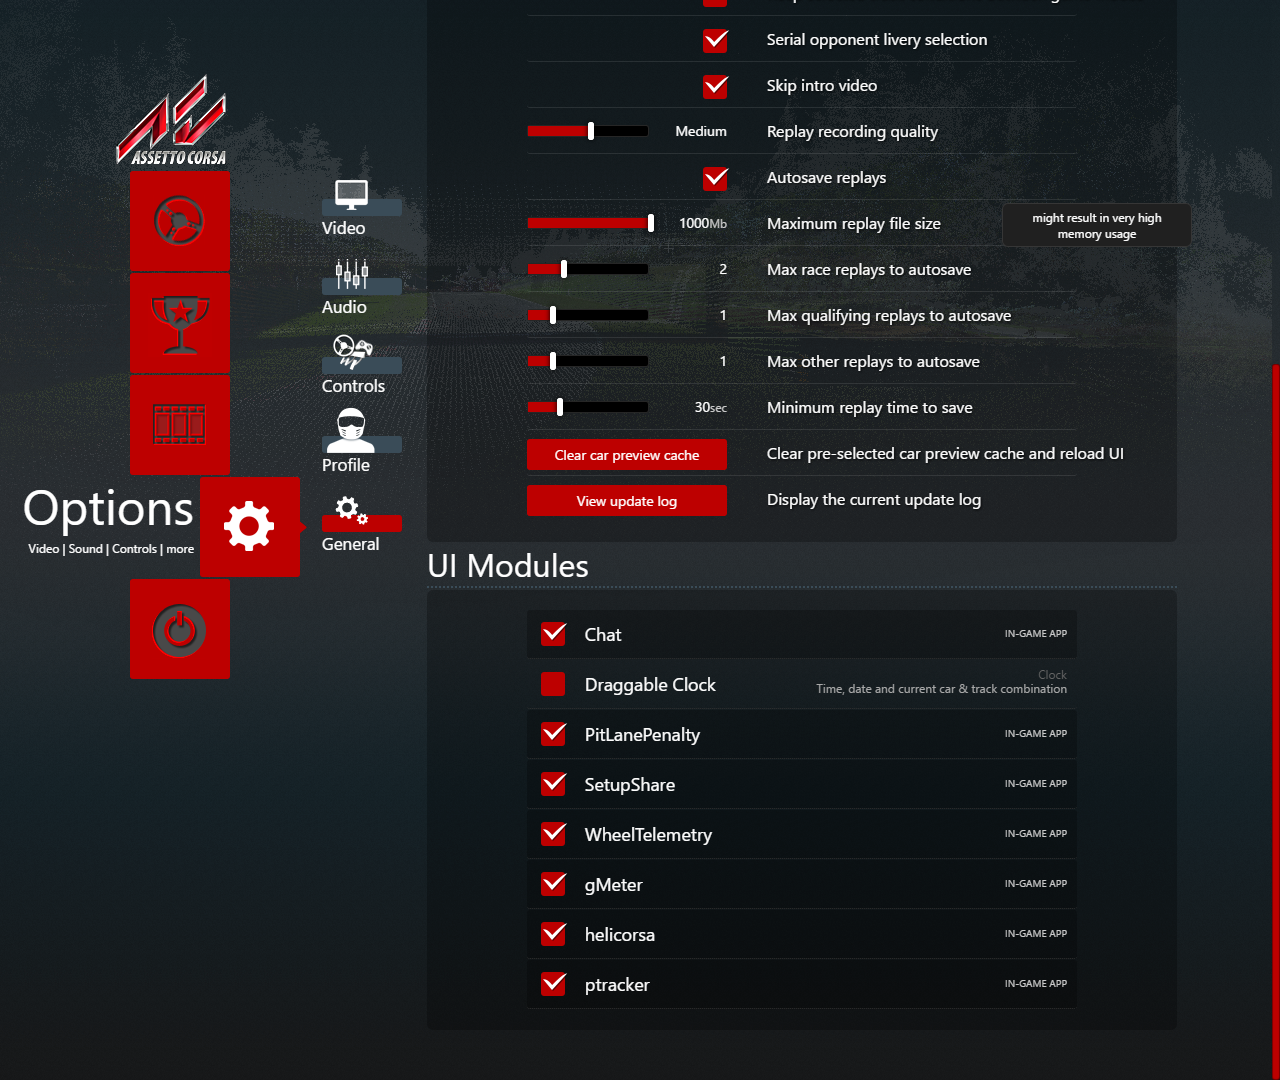 Serial opponent livery selection
Skip intro video
Medium Replay recording quality
Autosave replays
1000Mb Maximum replay file size
might result in very high
memory usage
2 Max race replays to autosave
1 Max qualifying replays to autosave
1 Max other replays to autosave
30sec Minimum replay time to save
Clear car preview cache Clear pre-selected car preview cache and reload UI
View update log Display the current update log
ASSETTO CORSA
Video
Audio
Controls
Profile
General
Options
Video | Sound | Controls | more
UI Modules
Chat IN-GAME APP
Draggable Clock Clock
Time, date and current car & track combination
PitLanePenalty IN-GAME APP
SetupShare IN-GAME APP
WheelTelemetry IN-GAME APP
gMeter IN-GAME APP
helicorsa IN-GAME APP
ptracker IN-GAME APP